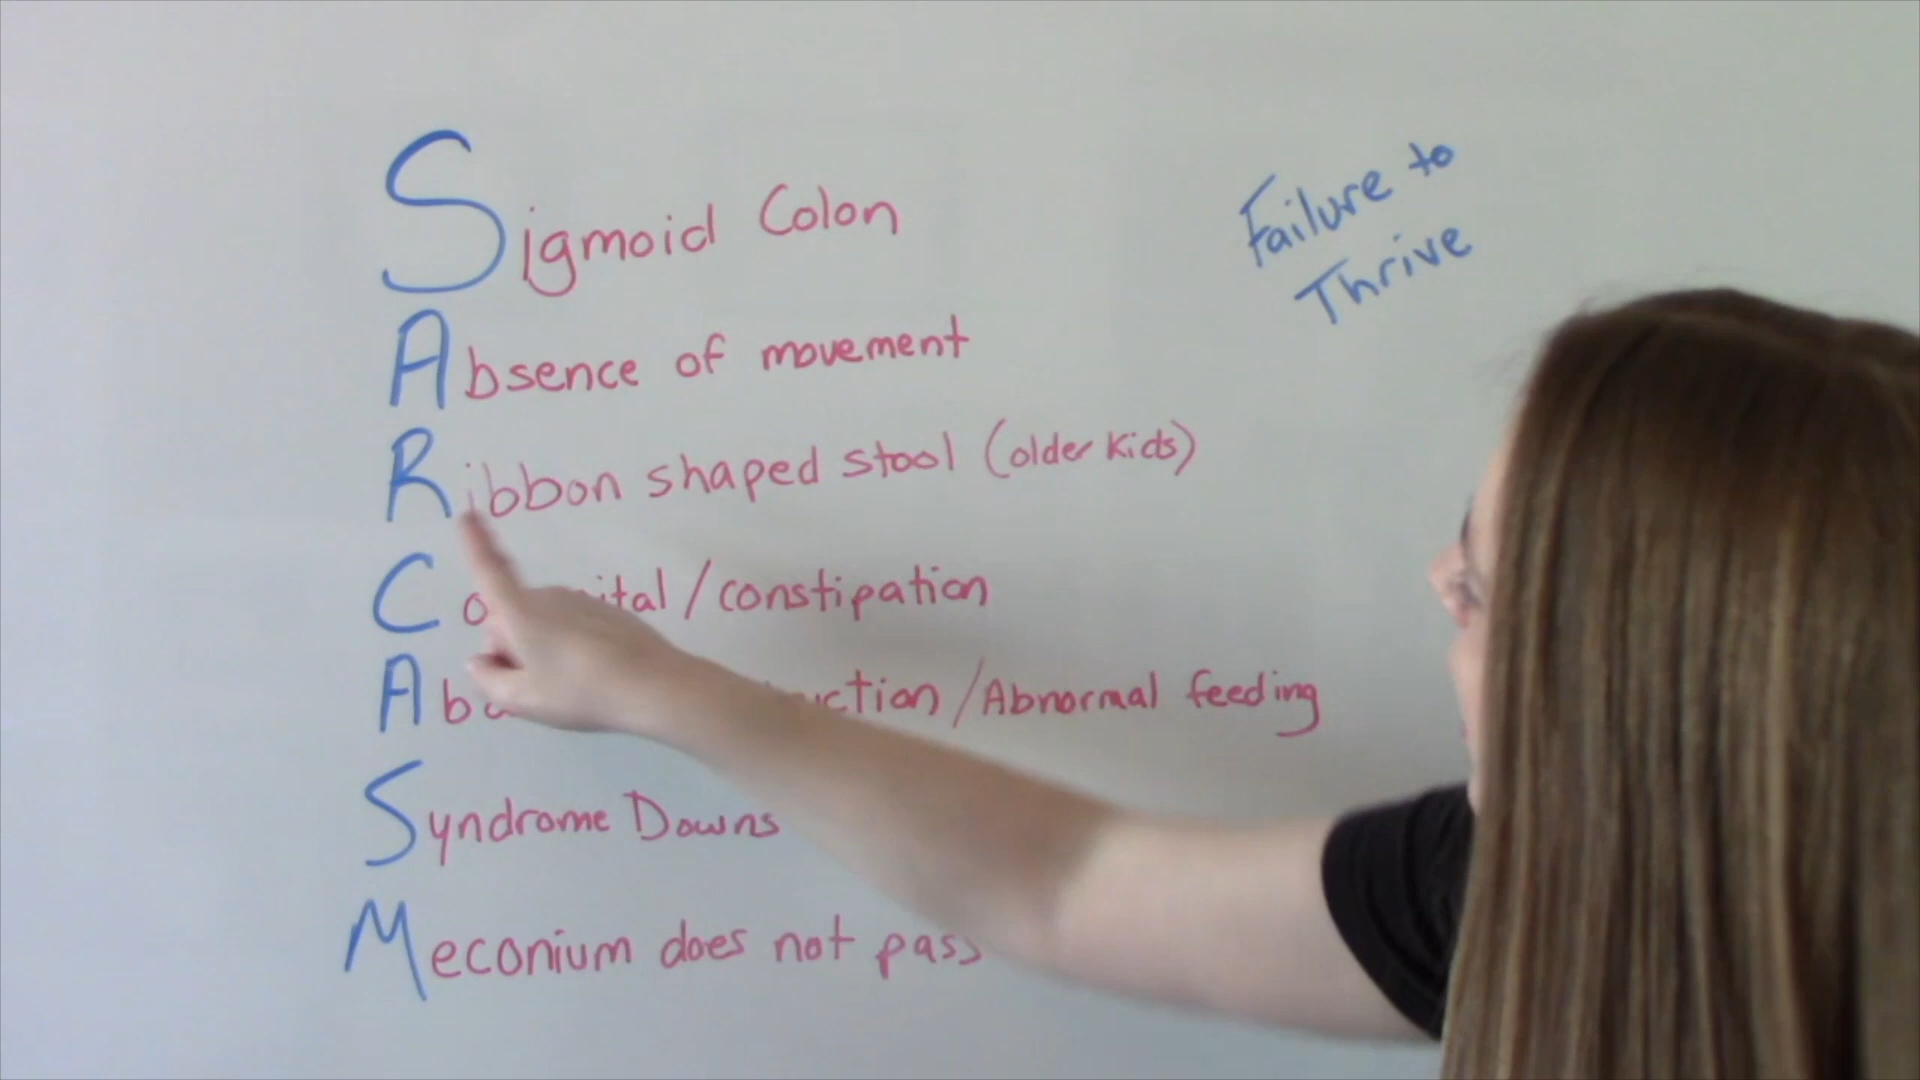 Sigmoid Colon
Failure to
Thrive
Absence of movement
Ribbon shaped stool (older kids)
/constipation
/Abnormal feeding
Syndrome Downs
Meconium does not pass